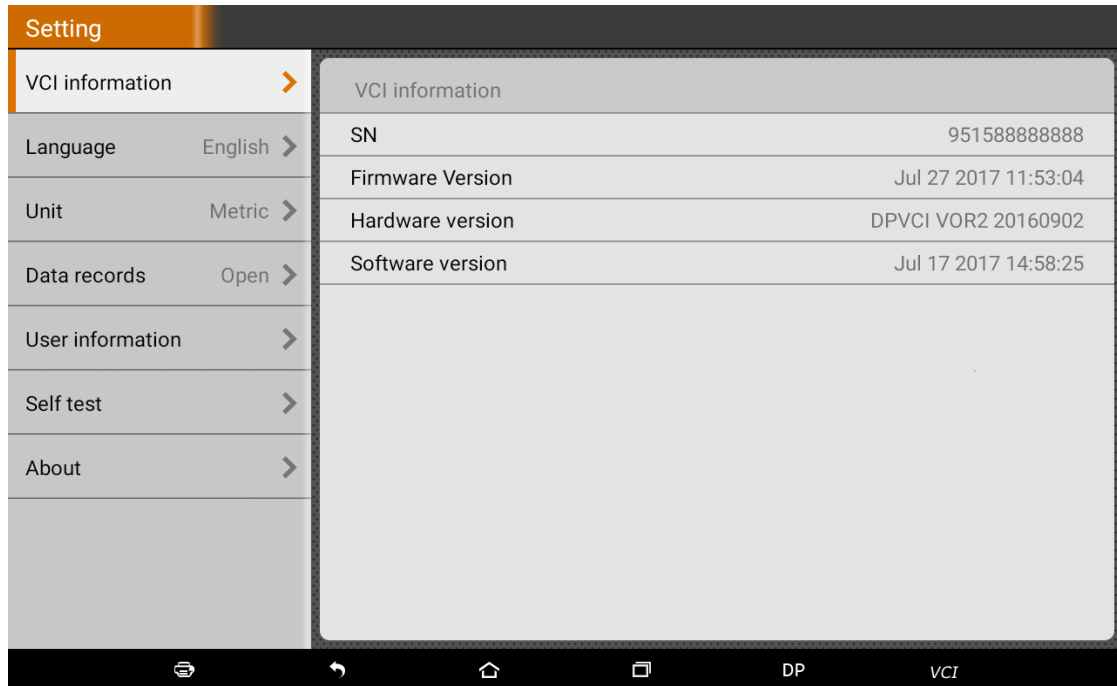 Setting
VCI information
Language English
Unit Metric
Data records Open
User information
Self test
About
VCI information
SN 951588888888
Firmware Version Jul 27 2017 11:53:04
Hardware version DPVCI VOR2 20160902
Software version Jul 17 2017 14:58:25
DP VCI